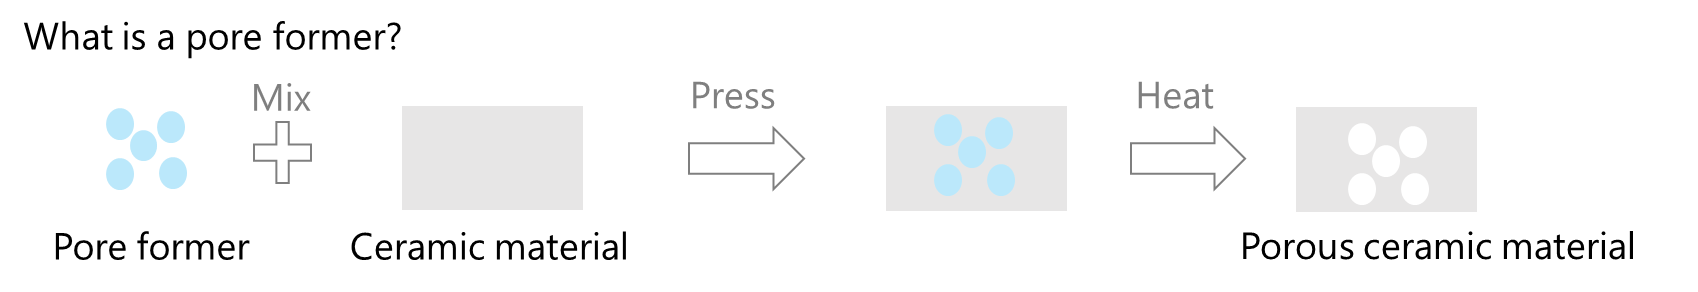 What is a pore former?
Mix
Press
Heat
Pore former
Ceramic material
Porous ceramic material